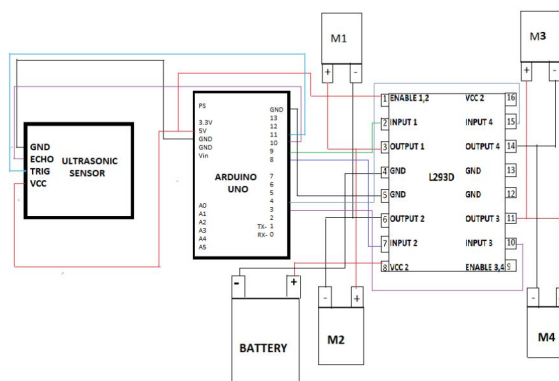 M1
+ -
M3
+ -
GND
ECHO
TRIG
VCC
ULTRASONIC
SENSOR
PS
3.3V
5V
GND
GND
Vin
A0
A1
A2
A3
A4
A5
ARDUINO
UNO
GND
13
12
11
10
9
8
7
6
5
4
3
2
TX- 1
RX- 0
1 ENABLE 1,2
2 INPUT 1
3 OUTPUT 1
4 GND
5 GND
6 OUTPUT 2
7 INPUT 2
8 VCC 2
L293D
VCC 2 16
INPUT 4 15
OUTPUT 4 14
GND 13
GND 12
OUTPUT 3 11
INPUT 3 10
ENABLE 3,4 9
- +
BATTERY
- +
M2
- +
M4